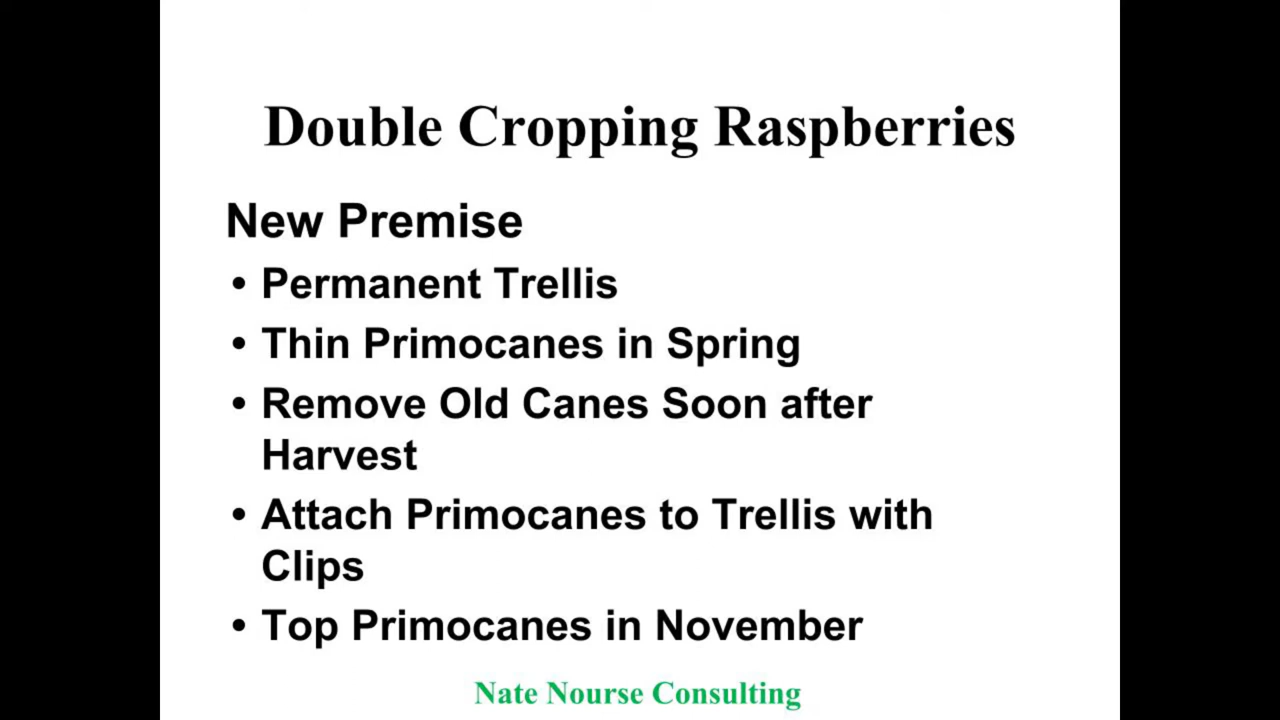 Double Cropping Raspberries
New Premise
• Permanent Trellis
• Thin Primocanes in Spring
• Remove Old Canes Soon after
Harvest
• Attach Primocanes to Trellis with
Clips
• Top Primocanes in November
Nate Nourse Consulting